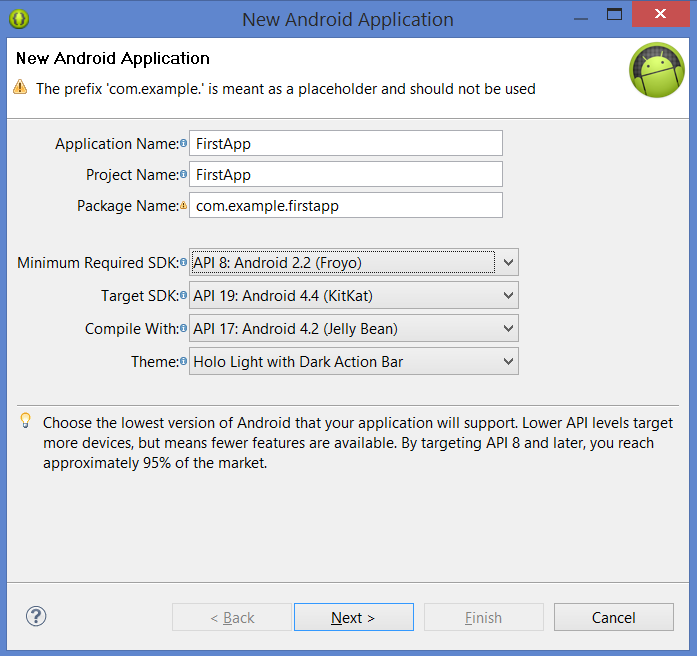 New Android Application
New Android Application
The prefix 'com.example.' is meant as a placeholder and should not be used
Application Name: FirstApp
Project Name: FirstApp
Package Name: com.example.firstapp
Minimum Required SDK: API 8: Android 2.2 (Froyo)
Target SDK: API 19: Android 4.4 (KitKat)
Compile With: API 17: Android 4.2 (Jelly Bean)
Theme: Holo Light with Dark Action Bar
Choose the lowest version of Android that your application will support. Lower API levels target
more devices, but means fewer features are available. By targeting API 8 and later, you reach
approximately 95% of the market.
? < Back Next > Finish Cancel